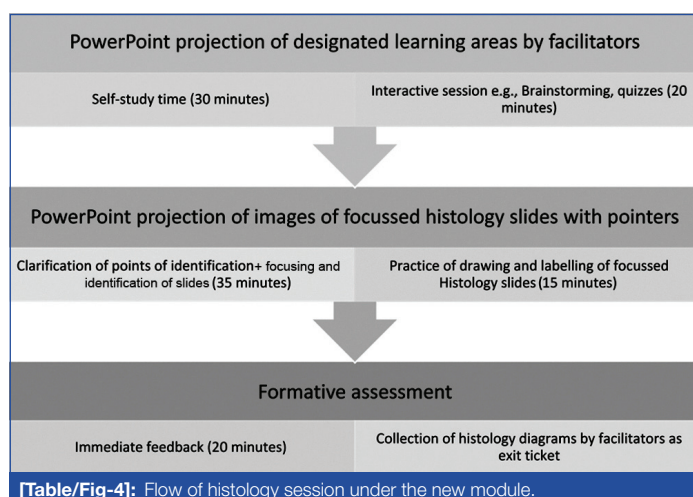 PowerPoint projection of designated learning areas by facilitators
Self-study time (30 minutes)
Interactive session e.g., Brainstorming, quizzes (20
minutes)
PowerPoint projection of images of focussed histology slides with pointers
Clarification of points of identification+ focusing and
identification of slides (35 minutes)
Practice of drawing and labelling of focussed
Histology slides (15 minutes)
Formative assessment
Immediate feedback (20 minutes)
Collection of histology diagrams by facilitators as
exit ticket
[Table/Fig-4]: Flow of histology session under the new module.